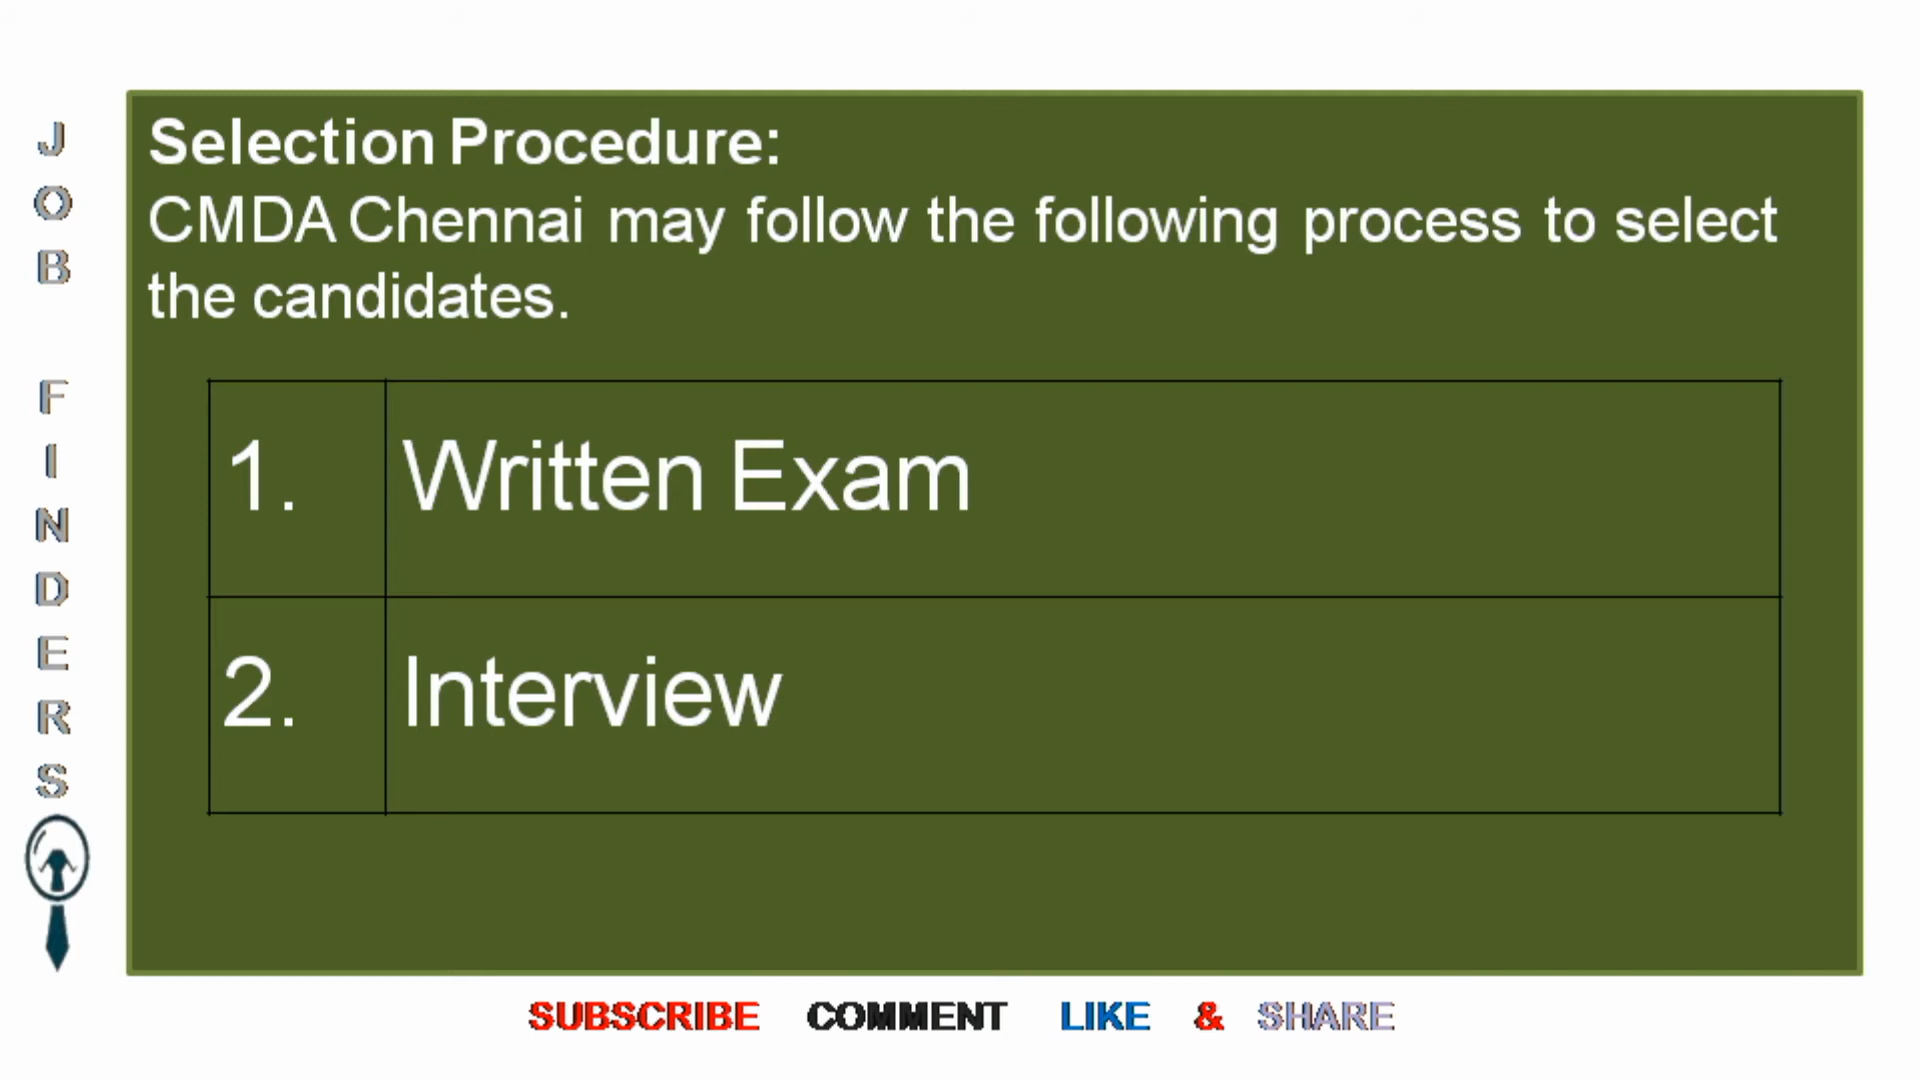 JOB FINDERS
Selection Procedure:
CMDA Chennai may follow the following process to select
the candidates.
1. Written Exam
2. Interview
SUBSCRIBE COMMENT LIKE & SHARE